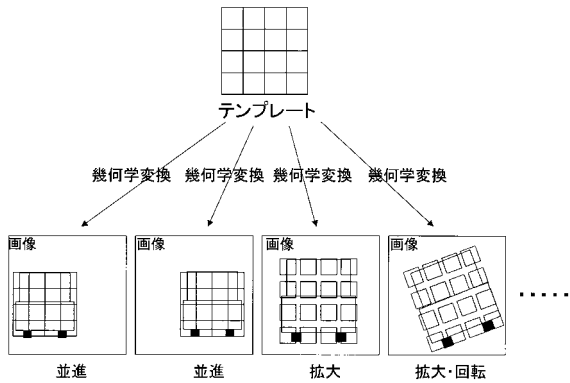 テンプレート
幾何学変換 幾何学変換 幾何学変換 幾何学変換
画像 画像 画像 画像
並進 並進 拡大 拡大・回転